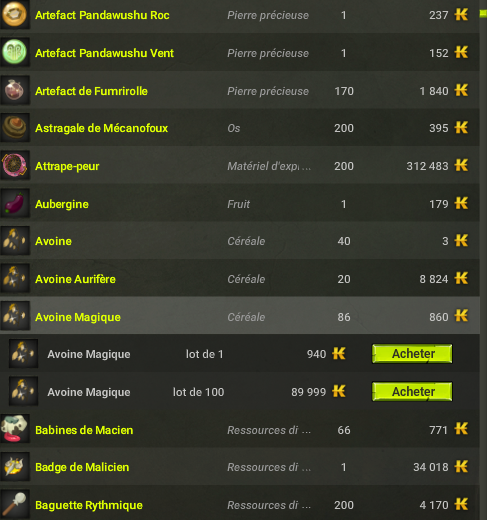 Artefact Pandawushu Roc Pierre précieuse 1 237
Artefact Pandawushu Vent Pierre précieuse 1 152
Artefact de Fumrirolle Pierre précieuse 170 1 840
Astragale de Mécanofoux Os 200 395
Attrape-peur Matériel d'expl ... 200 312 483
Aubergine Fruit 1 179
Avoine Céréale 40 3
Avoine Aurifère Céréale 20 8 824
Avoine Magique Céréale 86 860
Avoine Magique lot de 1 940 Acheter
Avoine Magique lot de 100 89 999 Acheter
Babines de Macien Ressources di ... 66 771
Badge de Malicien Ressources di ... 1 34 018
Baguette Rythmique Ressources di ... 200 4 170